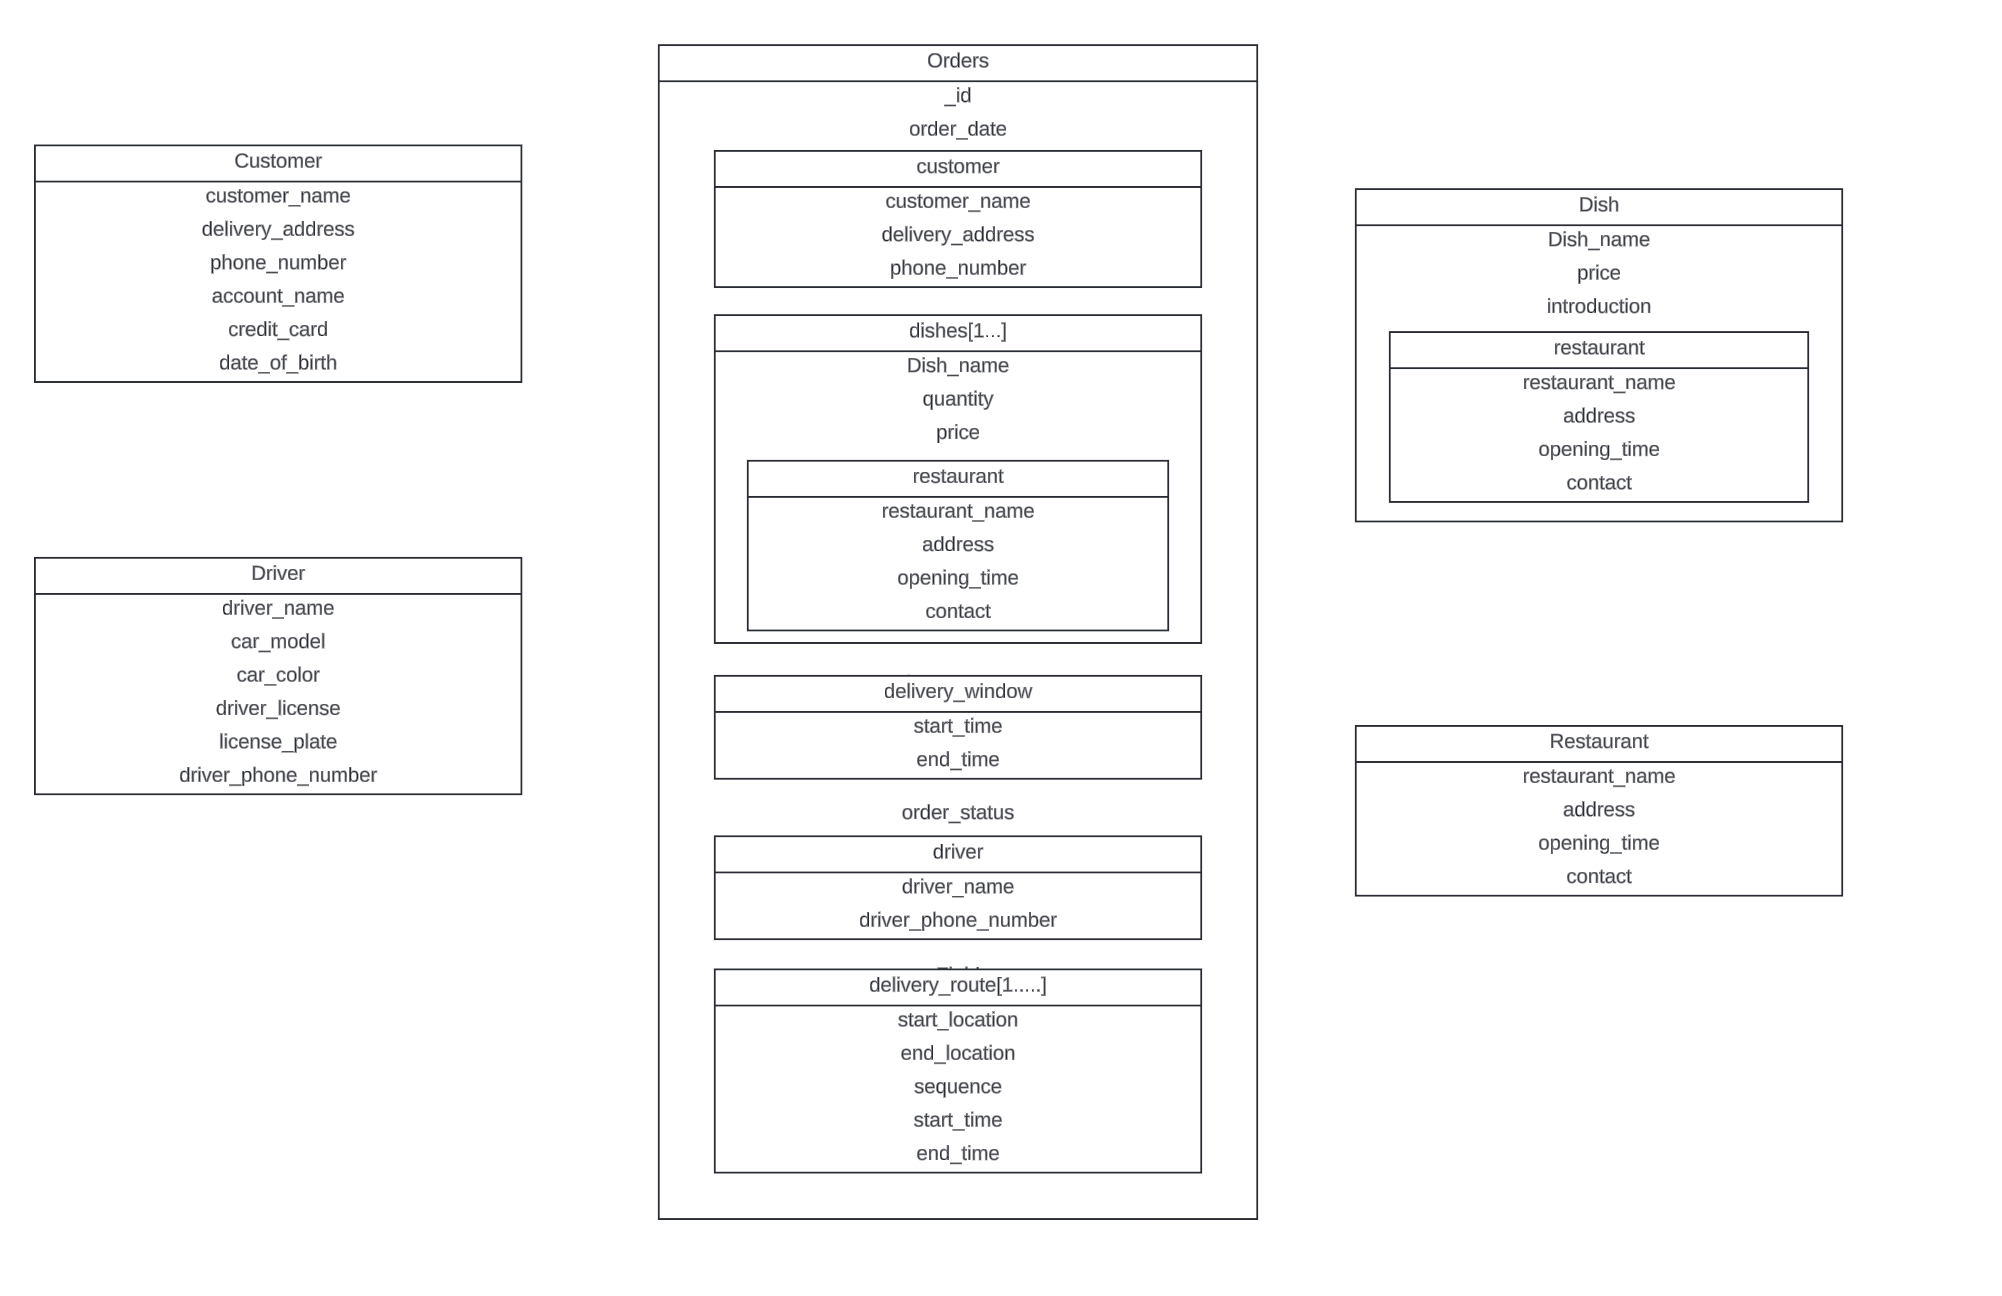 Customer
customer_name
delivery_address
phone_number
account_name
credit_card
date_of_birth
Driver
driver_name
car_model
car_color
driver_license
license_plate
driver_phone_number
Orders
_id
order_date
customer
customer_name
delivery_address
phone_number
dishes[1...]
Dish_name
quantity
price
restaurant
restaurant_name
address
opening_time
contact
delivery_window
start_time
end_time
order_status
driver
driver_name
driver_phone_number
delivery_route[1.....]
start_location
end_location
sequence
start_time
end_time
Dish
Dish_name
price
introduction
restaurant
restaurant_name
address
opening_time
contact
Restaurant
restaurant_name
address
opening_time
contact